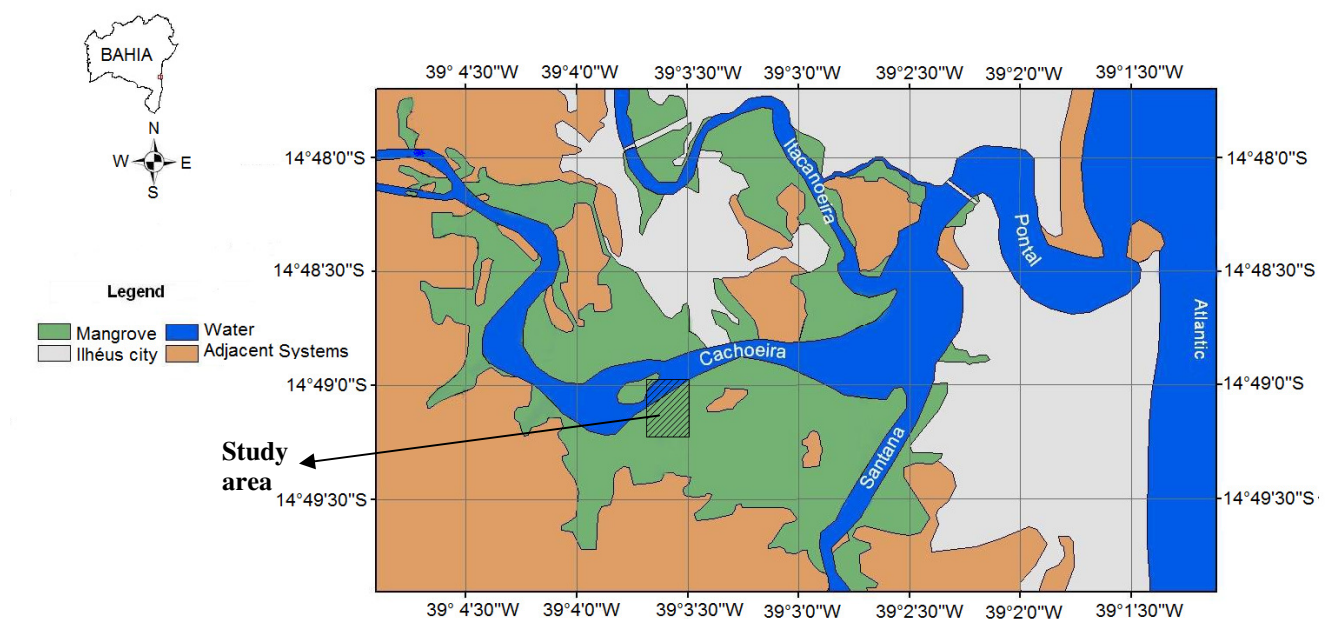 BAHIA
N
W E
S
Legend
Mangrove Water
Ilhéus city Adjacent Systems
39° 4'30"W 39°4'0"W 39°3'30"W 39°3'0"W 39°2'30"W 39°2'0"W 39°1'30"W
14°48'0"S 14°48'0"S
14°48'30"S 14°48'30"S
14°49'0"S 14°49'0"S
14°49'30"S 14°49'30"S
Itacanoeira
Pontal
Atlantic
Cachoeira
Santana
Study
area
39° 4'30"W 39°4'0"W 39°3'30"W 39°3'0"W 39°2'30"W 39°2'0"W 39°1'30"W